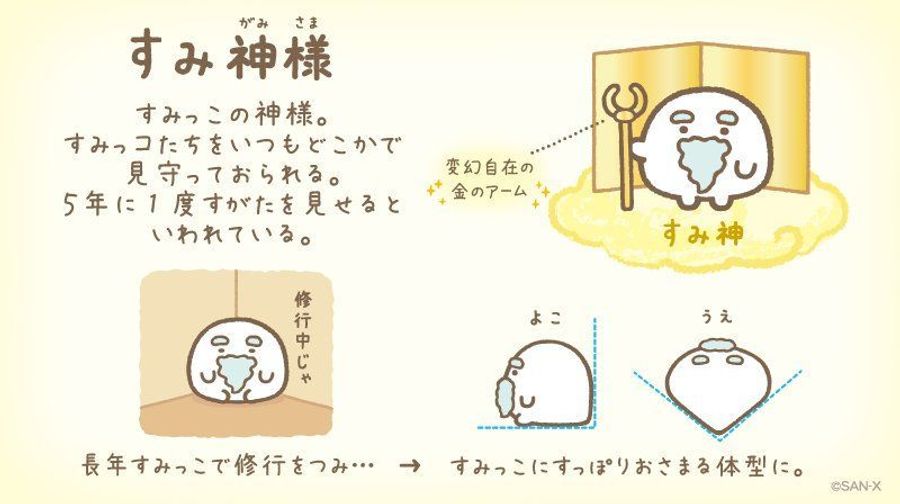 がみ さま
すみ神様
すみっこの神様。
すみっコたちをいつもどこかで
見守っておられる。
5年に1度すがたを見せると
いわれている。
変幻自在の
金のアーム
すみ神
修行中じゃ
よこ
うえ
長年すみっこで修行をつみ… → すみっこにすっぽりおさまる体型に。
©SAN-X